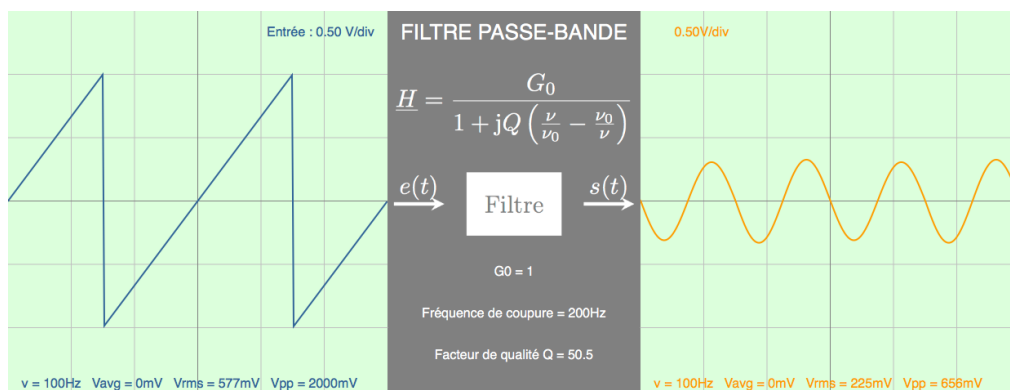 Entrée : 0.50 V/div
v = 100Hz Vavg = 0mV Vrms = 577mV Vpp = 2000mV
FILTRE PASSE-BANDE
H = G₀ / (1 + jQ (ν/ν₀ − ν₀/ν))
e(t)
Filtre
s(t)
G0 = 1
Fréquence de coupure = 200Hz
Facteur de qualité Q = 50.5
0.50V/div
v = 100Hz Vavg = 0mV Vrms = 225mV Vpp = 656mV